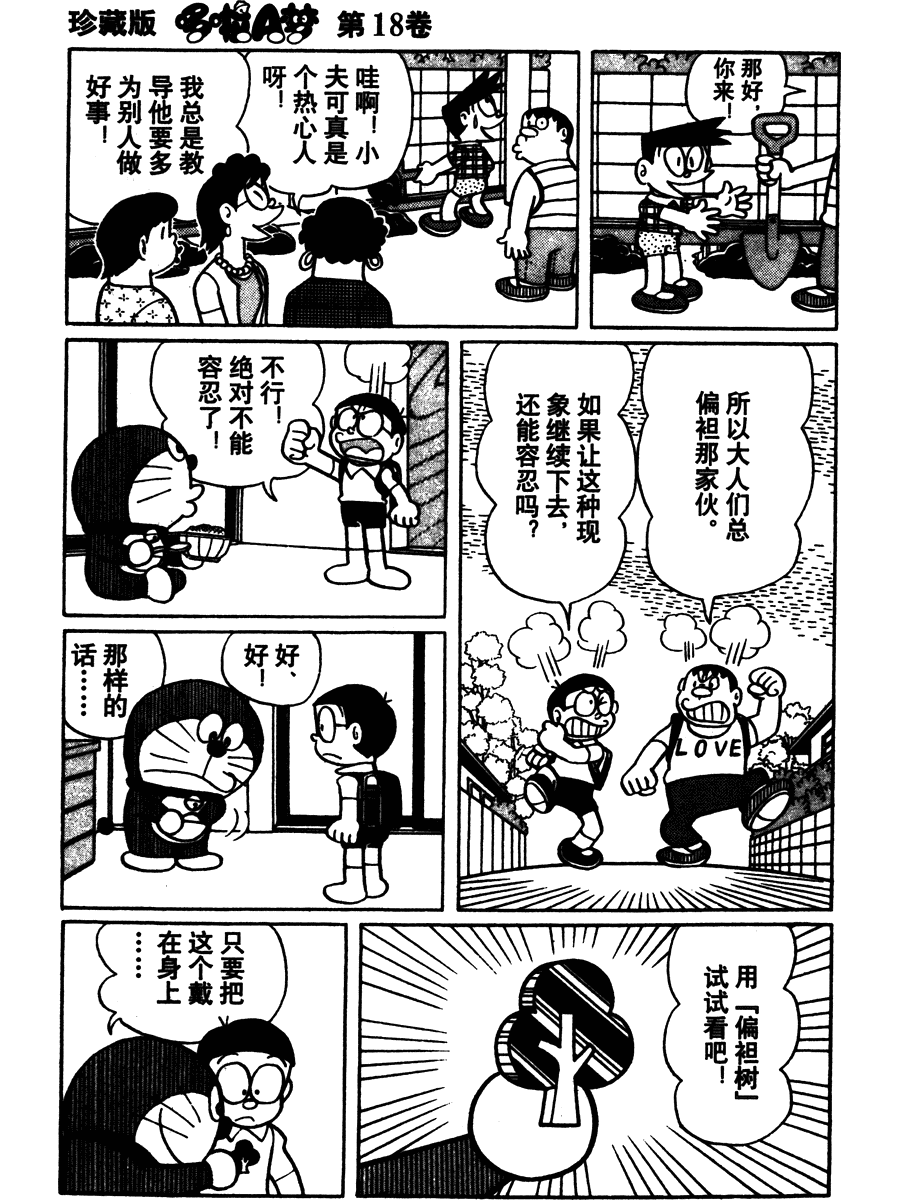 珍藏版 哆啦A梦 第18卷
那好，
你来！
哇啊！小
夫可真是
个热心人
呀！
我总是教
导他要多
为别人做
好事！
所以大人们总
偏袒那家伙。
如果让这种现
象继续下去，
还能容忍吗？
LOVE
不行！
绝对不能
容忍了！
好、
好！
那样的
话……
用『偏袒树』
试试看吧！
只要把
这个戴
在身上
……